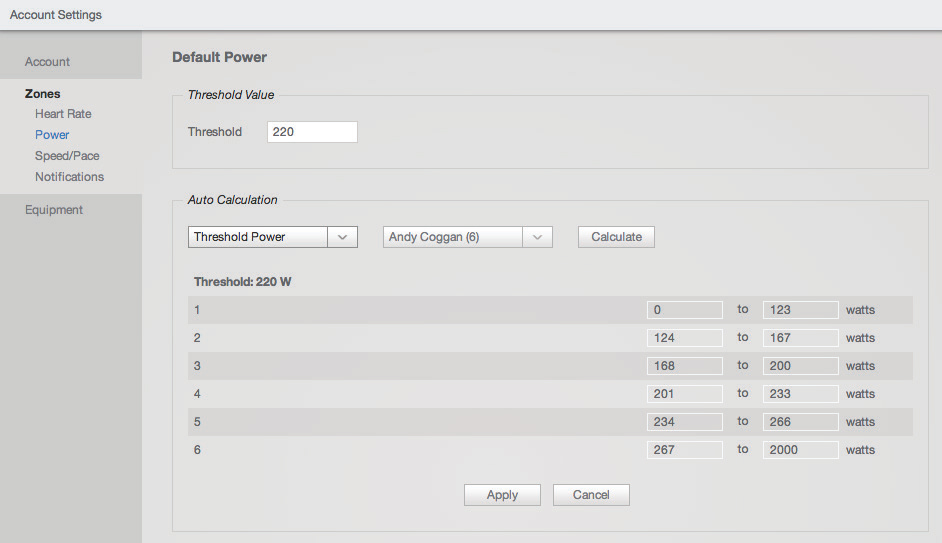 Account Settings
Account
Zones
Heart Rate
Power
Speed/Pace
Notifications
Equipment
Default Power
Threshold Value
Threshold 220
Auto Calculation
Threshold Power Andy Coggan (6) Calculate
Threshold: 220 W
1 0 to 123 watts
2 124 to 167 watts
3 168 to 200 watts
4 201 to 233 watts
5 234 to 266 watts
6 267 to 2000 watts
Apply Cancel